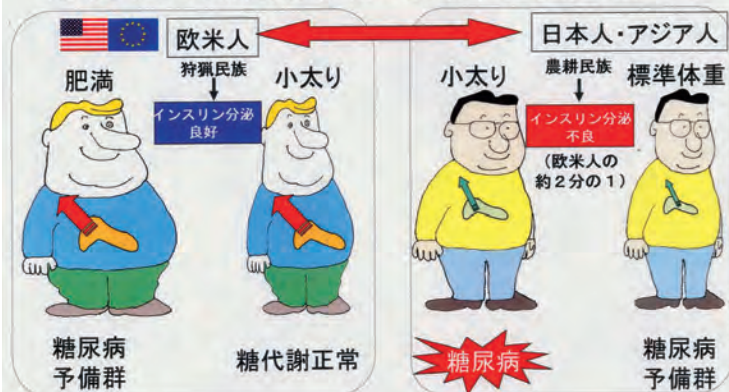 欧米人
狩猟民族
肥満
小太り
インスリン分泌
良好
糖尿病
予備群
糖代謝正常
日本人・アジア人
農耕民族
小太り
標準体重
インスリン分泌
不良
(欧米人の
約2分の1)
糖尿病
糖尿病
予備群